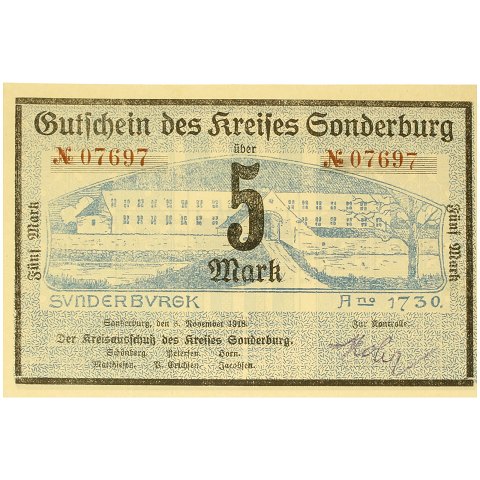 Gutschein des Kreises Sonderburg
über
№ 07697 № 07697
5
Mark
Fünf Mark
Fünf Mark
SVNDERBVRGK Ano 1730.
Sonderburg, den 8. November 1918. Zur Kontrolle:
Der Kreisausschuß des Kreises Sonderburg.
Schönberg. Petersen. Horn.
Matthiesen. P. Erichsen. Jacobsen.